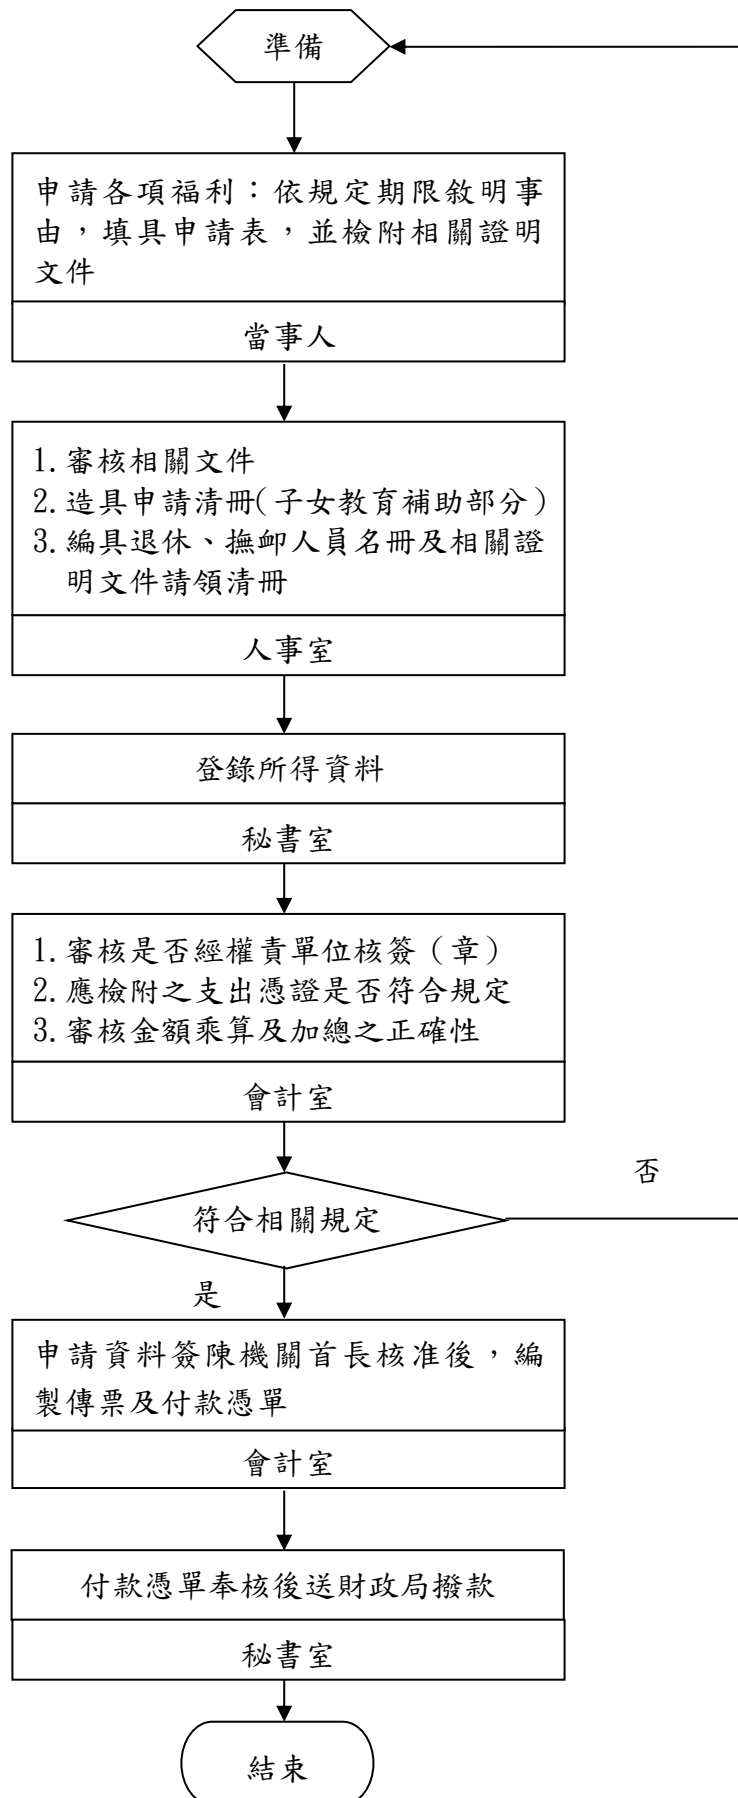 準備
申請各項福利：依規定期限敘明事
由，填具申請表，並檢附相關證明
文件
當事人
1.審核相關文件
2.造具申請清冊(子女教育補助部分)
3.編具退休、撫卹人員名冊及相關證
明文件請領清冊
人事室
登錄所得資料
秘書室
1.審核是否經權責單位核簽（章）
2.應檢附之支出憑證是否符合規定
3.審核金額乘算及加總之正確性
會計室
否
符合相關規定
是
申請資料簽陳機關首長核准後，編
製傳票及付款憑單
會計室
付款憑單奉核後送財政局撥款
秘書室
結束